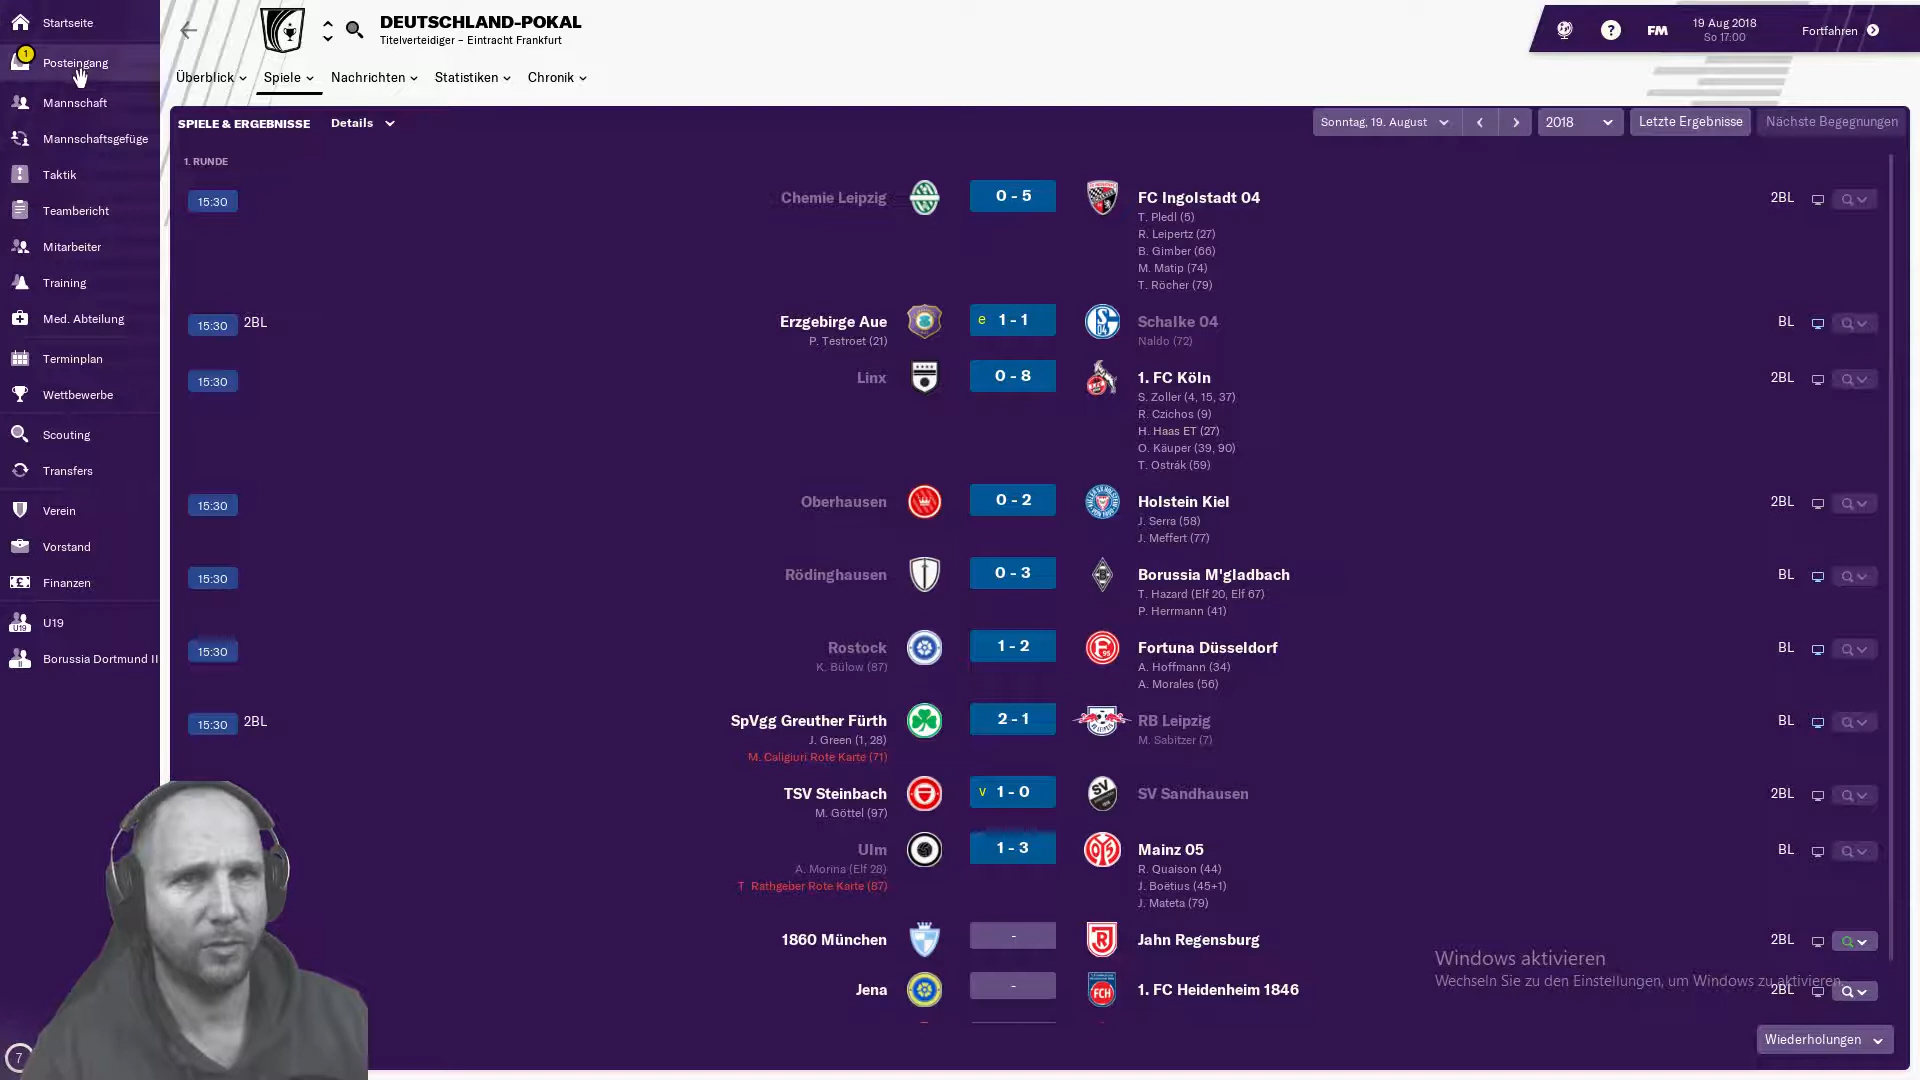 Startseite
1
Posteingang
Mannschaft
Mannschaftsgefüge
Taktik
Teambericht
Mitarbeiter
Training
Med. Abteilung
Terminplan
Wettbewerbe
Scouting
Transfers
Verein
Vorstand
Finanzen
U19 U19
II Borussia Dortmund II
7
DEUTSCHLAND-POKAL
Titelverteidiger – Eintracht Frankfurt
? FM 19 Aug 2018 Fortfahren
So 17:00
Überblick Spiele Nachrichten Statistiken Chronik
SPIELE & ERGEBNISSE Details Sonntag, 19. August 2018 Letzte Ergebnisse Nächste Begegnungen
1. RUNDE
15:30 Chemie Leipzig 0 - 5 FC Ingolstadt 04 2BL
T. Pledl (5)
R. Leipertz (27)
B. Gimber (66)
M. Matip (74)
T. Röcher (79)
15:30 2BL Erzgebirge Aue e 1 - 1 Schalke 04 BL
P. Testroet (21) Naldo (72)
15:30 Linx 0 - 8 1. FC Köln 2BL
S. Zoller (4, 15, 37)
R. Czichos (9)
H. Haas ET (27)
O. Käuper (39, 90)
T. Ostrák (59)
15:30 Oberhausen 0 - 2 Holstein Kiel 2BL
J. Serra (58)
J. Meffert (77)
15:30 Rödinghausen 0 - 3 Borussia M'gladbach BL
T. Hazard (Elf 20, Elf 67)
P. Herrmann (41)
15:30 Rostock 1 - 2 Fortuna Düsseldorf BL
K. Bülow (87) A. Hoffmann (34)
A. Morales (56)
15:30 2BL SpVgg Greuther Fürth 2 - 1 RB Leipzig BL
J. Green (1, 28) M. Sabitzer (7)
M. Caligiuri Rote Karte (71)
TSV Steinbach v 1 - 0 SV Sandhausen 2BL
M. Göttel (97)
Ulm 1 - 3 Mainz 05 BL
A. Morina (Elf 28) R. Quaison (44)
T. Rathgeber Rote Karte (87) J. Boëtius (45+1)
J. Mateta (79)
1860 München - Jahn Regensburg 2BL
Jena - 1. FC Heidenheim 1846 2BL
Windows aktivieren
Wechseln Sie zu den Einstellungen, um Windows zu aktivieren.
Wiederholungen